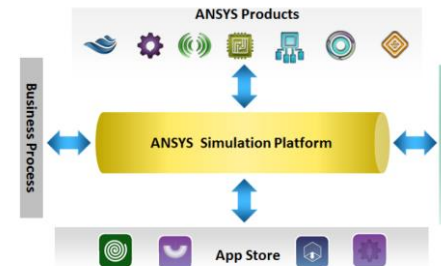 ANSYS Products
Business Process
ANSYS Simulation Platform
App Store